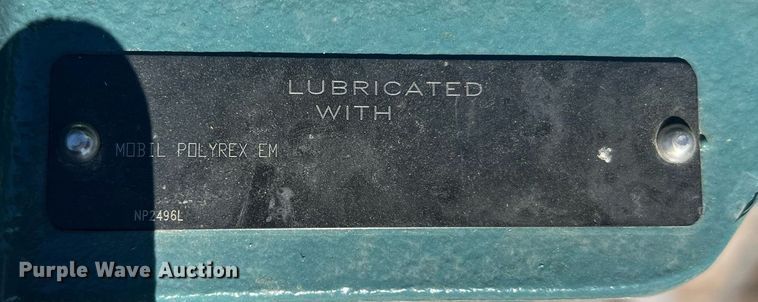 LUBRICATED
WITH
MOBIL POLYREX EM
NP2496L
Purple Wave Auction